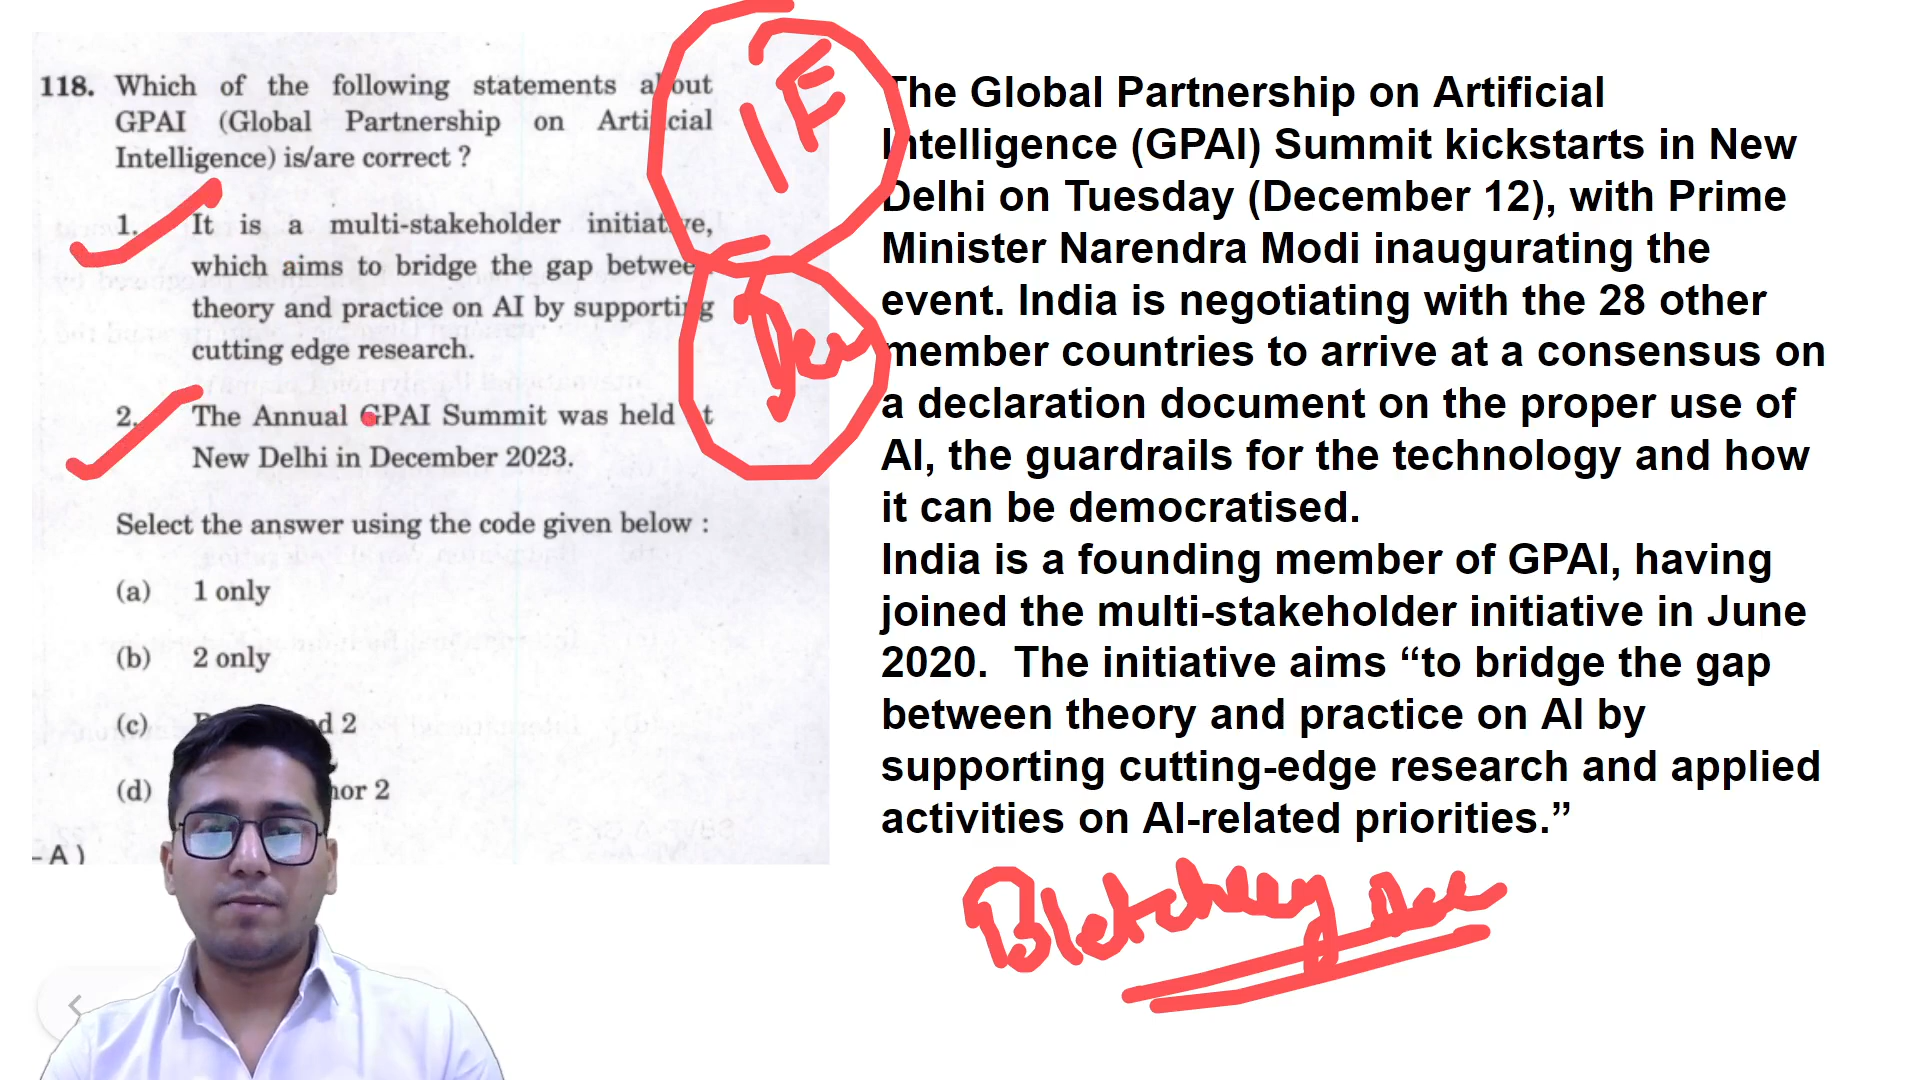 118. Which of the following statements about
GPAI (Global Partnership on Artificial
Intelligence) is/are correct ?
1. It is a multi-stakeholder initiative,
which aims to bridge the gap between
theory and practice on AI by supporting
cutting edge research.
2. The Annual GPAI Summit was held at
New Delhi in December 2023.
Select the answer using the code given below :
(a) 1 only
(b) 2 only
(c) and 2
(d) nor 2
- A )
IE
Dec
The Global Partnership on Artificial
Intelligence (GPAI) Summit kickstarts in New
Delhi on Tuesday (December 12), with Prime
Minister Narendra Modi inaugurating the
event. India is negotiating with the 28 other
member countries to arrive at a consensus on
a declaration document on the proper use of
AI, the guardrails for the technology and how
it can be democratised.
India is a founding member of GPAI, having
joined the multi-stakeholder initiative in June
2020. The initiative aims “to bridge the gap
between theory and practice on AI by
supporting cutting-edge research and applied
activities on AI-related priorities.”
Bletchley Dec